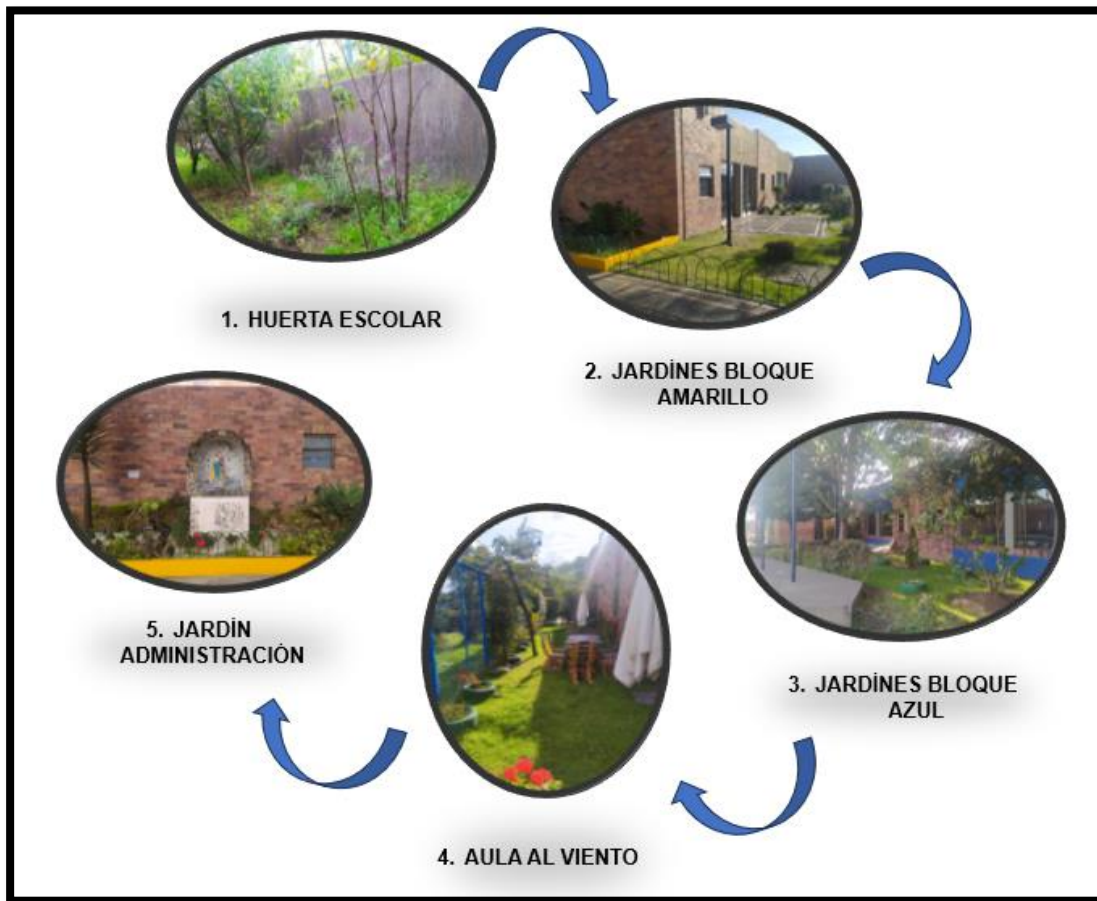 1. HUERTA ESCOLAR
2. JARDÍNES BLOQUE
AMARILLO
3. JARDÍNES BLOQUE
AZUL
4. AULA AL VIENTO
5. JARDÍN
ADMINISTRACIÓN